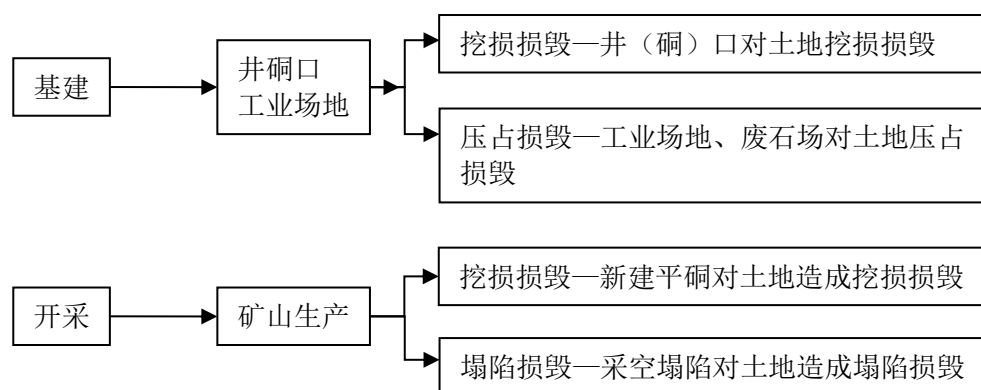 挖损损毁—井（硐）口对土地挖损损毁
基建
井硐口
工业场地
压占损毁—工业场地、废石场对土地压占
损毁
挖损损毁—新建平硐对土地造成挖损损毁
开采
矿山生产
塌陷损毁—采空塌陷对土地造成塌陷损毁